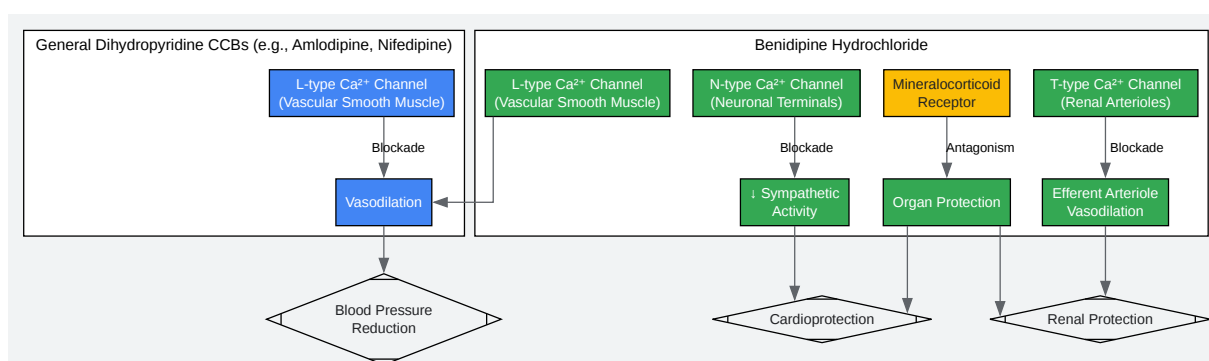 General Dihydropyridine CCBs (e.g., Amlodipine, Nifedipine)
Benidipine Hydrochloride
L-type Ca²⁺ Channel
(Vascular Smooth Muscle)
L-type Ca²⁺ Channel
(Vascular Smooth Muscle)
N-type Ca²⁺ Channel
(Neuronal Terminals)
Mineralocorticoid
Receptor
T-type Ca²⁺ Channel
(Renal Arterioles)
Blockade
Blockade
Antagonism
Blockade
Vasodilation
↓ Sympathetic
Activity
Organ Protection
Efferent Arteriole
Vasodilation
Blood Pressure
Reduction
Cardioprotection
Renal Protection